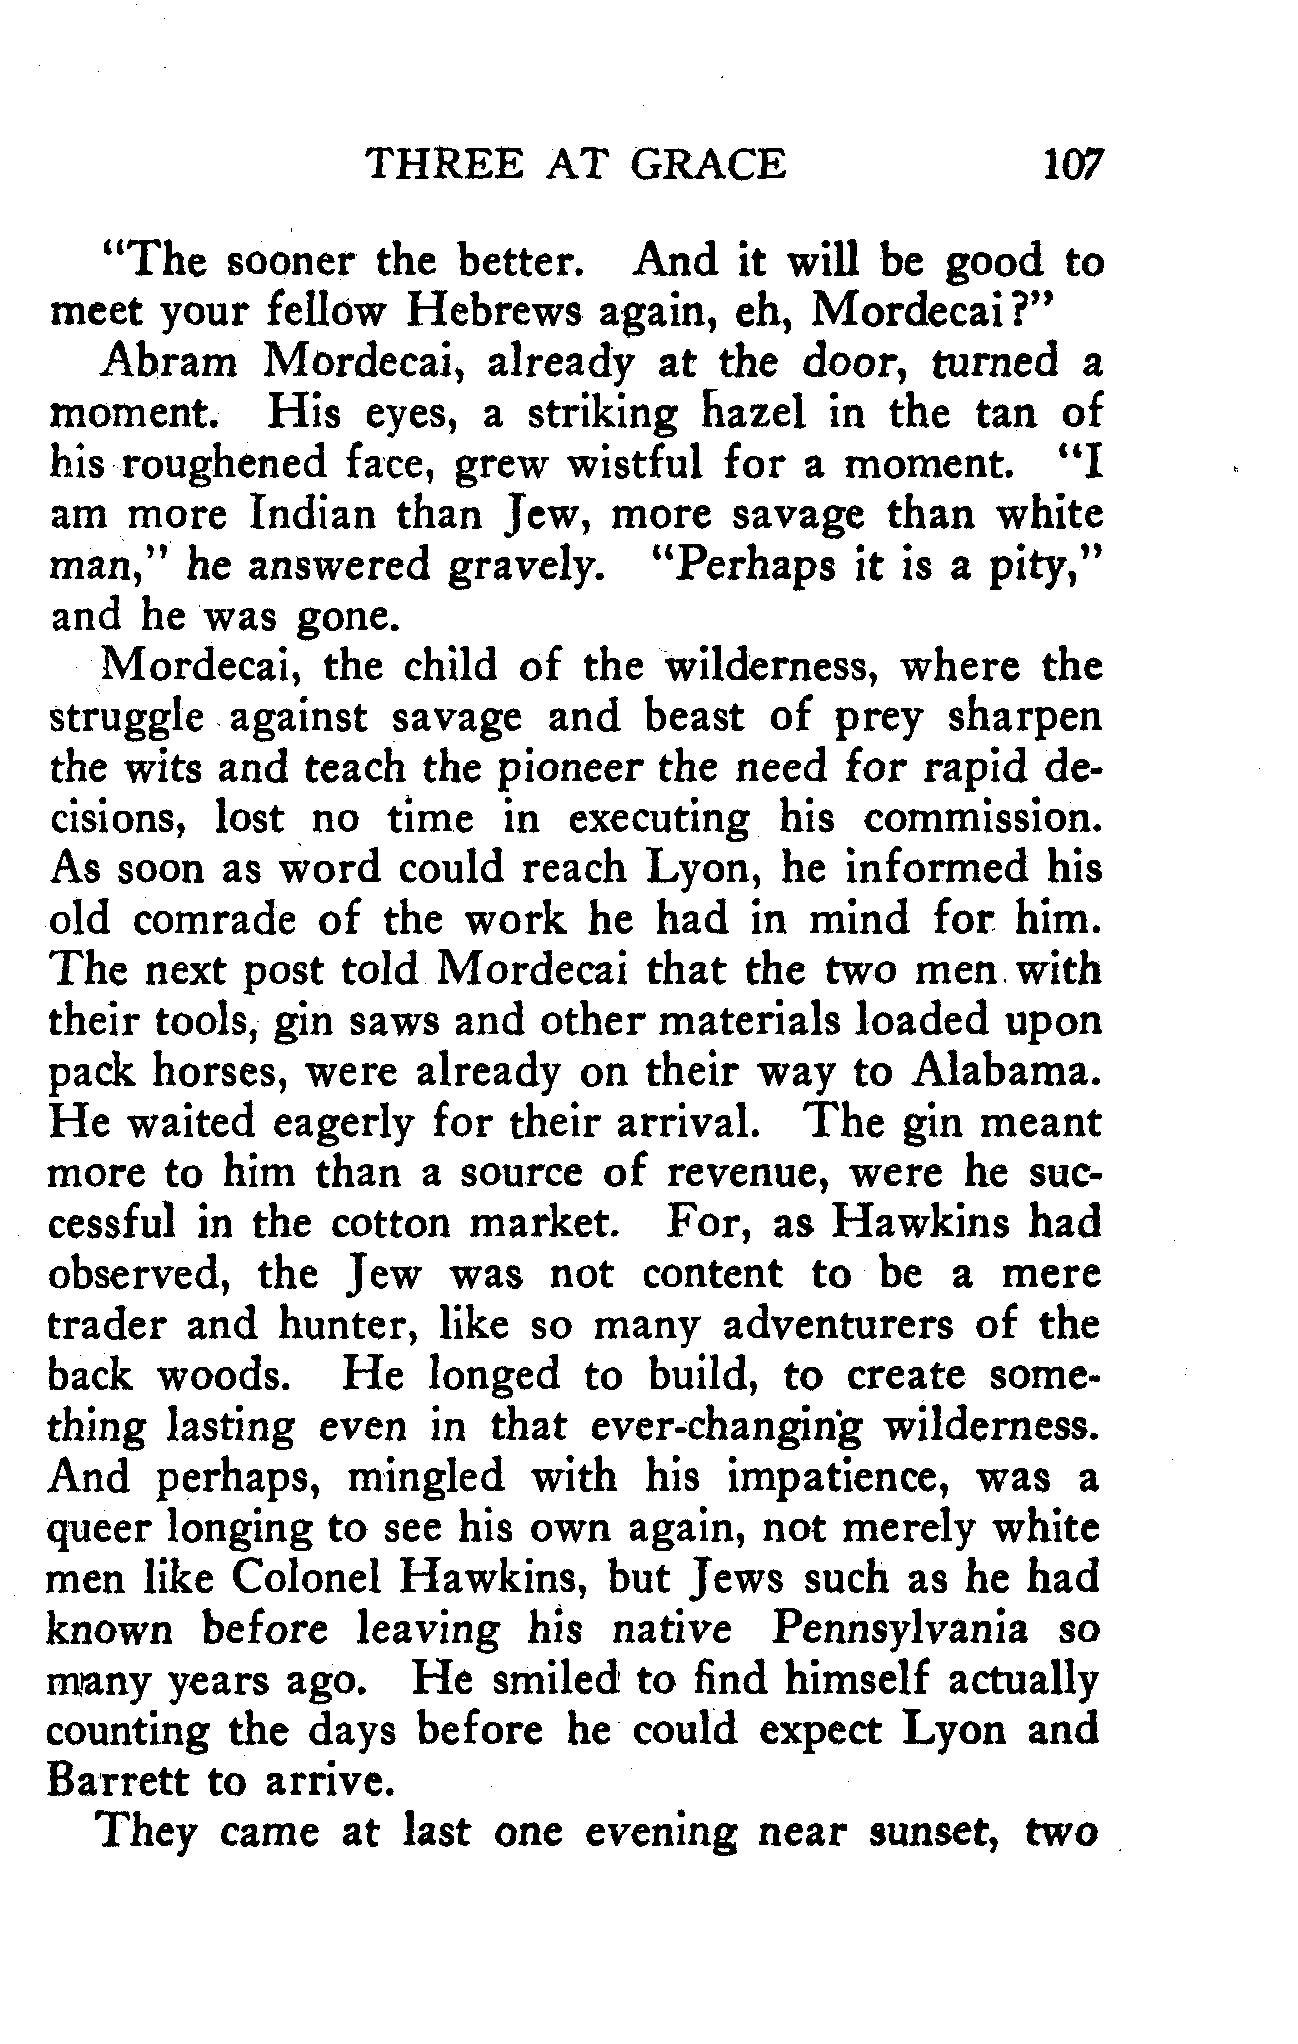 THREE AT GRACE 107
"The sooner the better. And it will be good to
meet your fellow Hebrews again, eh, Mordecai?"
Abram Mordecai, already at the door, turned a
moment. His eyes, a striking hazel in the tan of
his roughened face, grew wistful for a moment. "I
am more Indian than Jew, more savage than white
man," he answered gravely. "Perhaps it is a pity,"
and he was gone.
Mordecai, the child of the wilderness, where the
struggle against savage and beast of prey sharpen
the wits and teach the pioneer the need for rapid de-
cisions, lost no time in executing his commission.
As soon as word could reach Lyon, he informed his
old comrade of the work he had in mind for him.
The next post told Mordecai that the two men with
their tools, gin saws and other materials loaded upon
pack horses, were already on their way to Alabama.
He waited eagerly for their arrival. The gin meant
more to him than a source of revenue, were he suc-
cessful in the cotton market. For, as Hawkins had
observed, the Jew was not content to be a mere
trader and hunter, like so many adventurers of the
back woods. He longed to build, to create some-
thing lasting even in that ever-changing wilderness.
And perhaps, mingled with his impatience, was a
queer longing to see his own again, not merely white
men like Colonel Hawkins, but Jews such as he had
known before leaving his native Pennsylvania so
many years ago. He smiled to find himself actually
counting the days before he could expect Lyon and
Barrett to arrive.
They came at last one evening near sunset, two